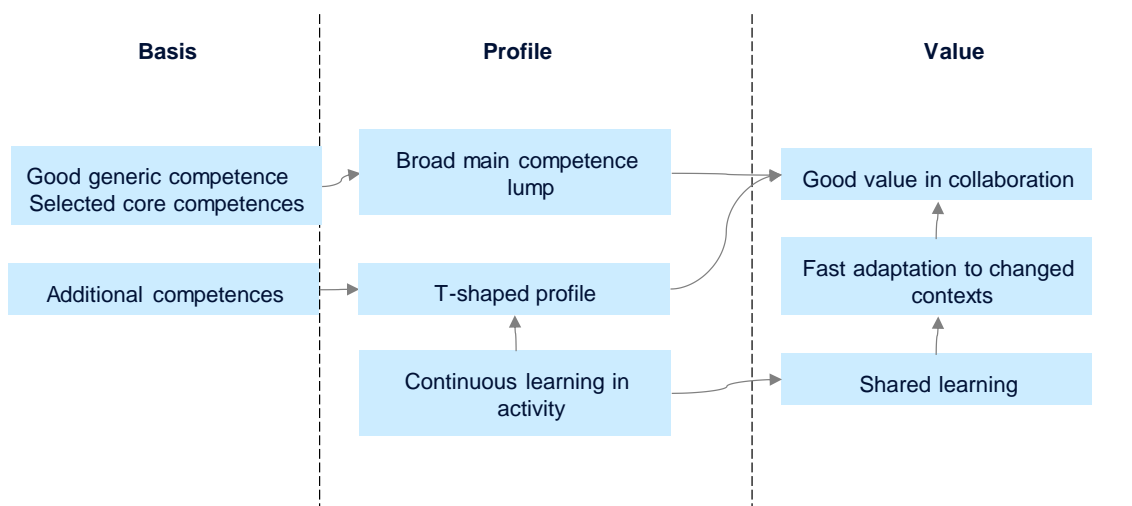 Basis
Profile
Value
Good generic competence
Selected core competences
Broad main competence
lump
Good value in collaboration
Additional competences
T-shaped profile
Fast adaptation to changed
contexts
Continuous learning in
activity
Shared learning